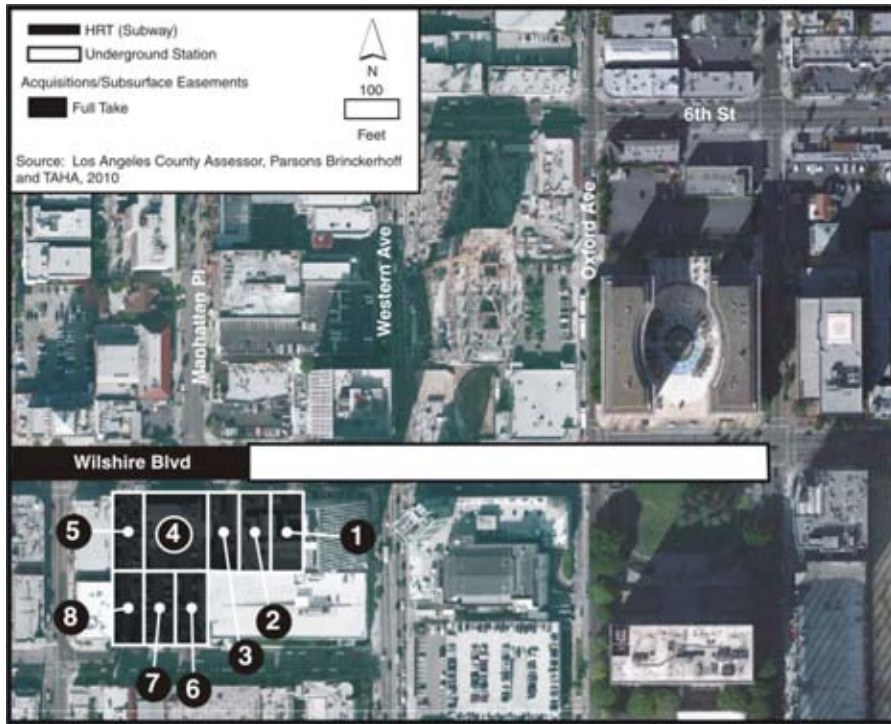 HRT (Subway)
Underground Station
Acquisitions/Subsurface Easements
Full Take
N
100
Feet
Source: Los Angeles County Assessor, Parsons Brinckerhoff
and TAHA, 2010
6th St
Oxford Ave
Western Ave
Manhattan Pl
Wilshire Blvd
5
4
1
8
2
3
7
6